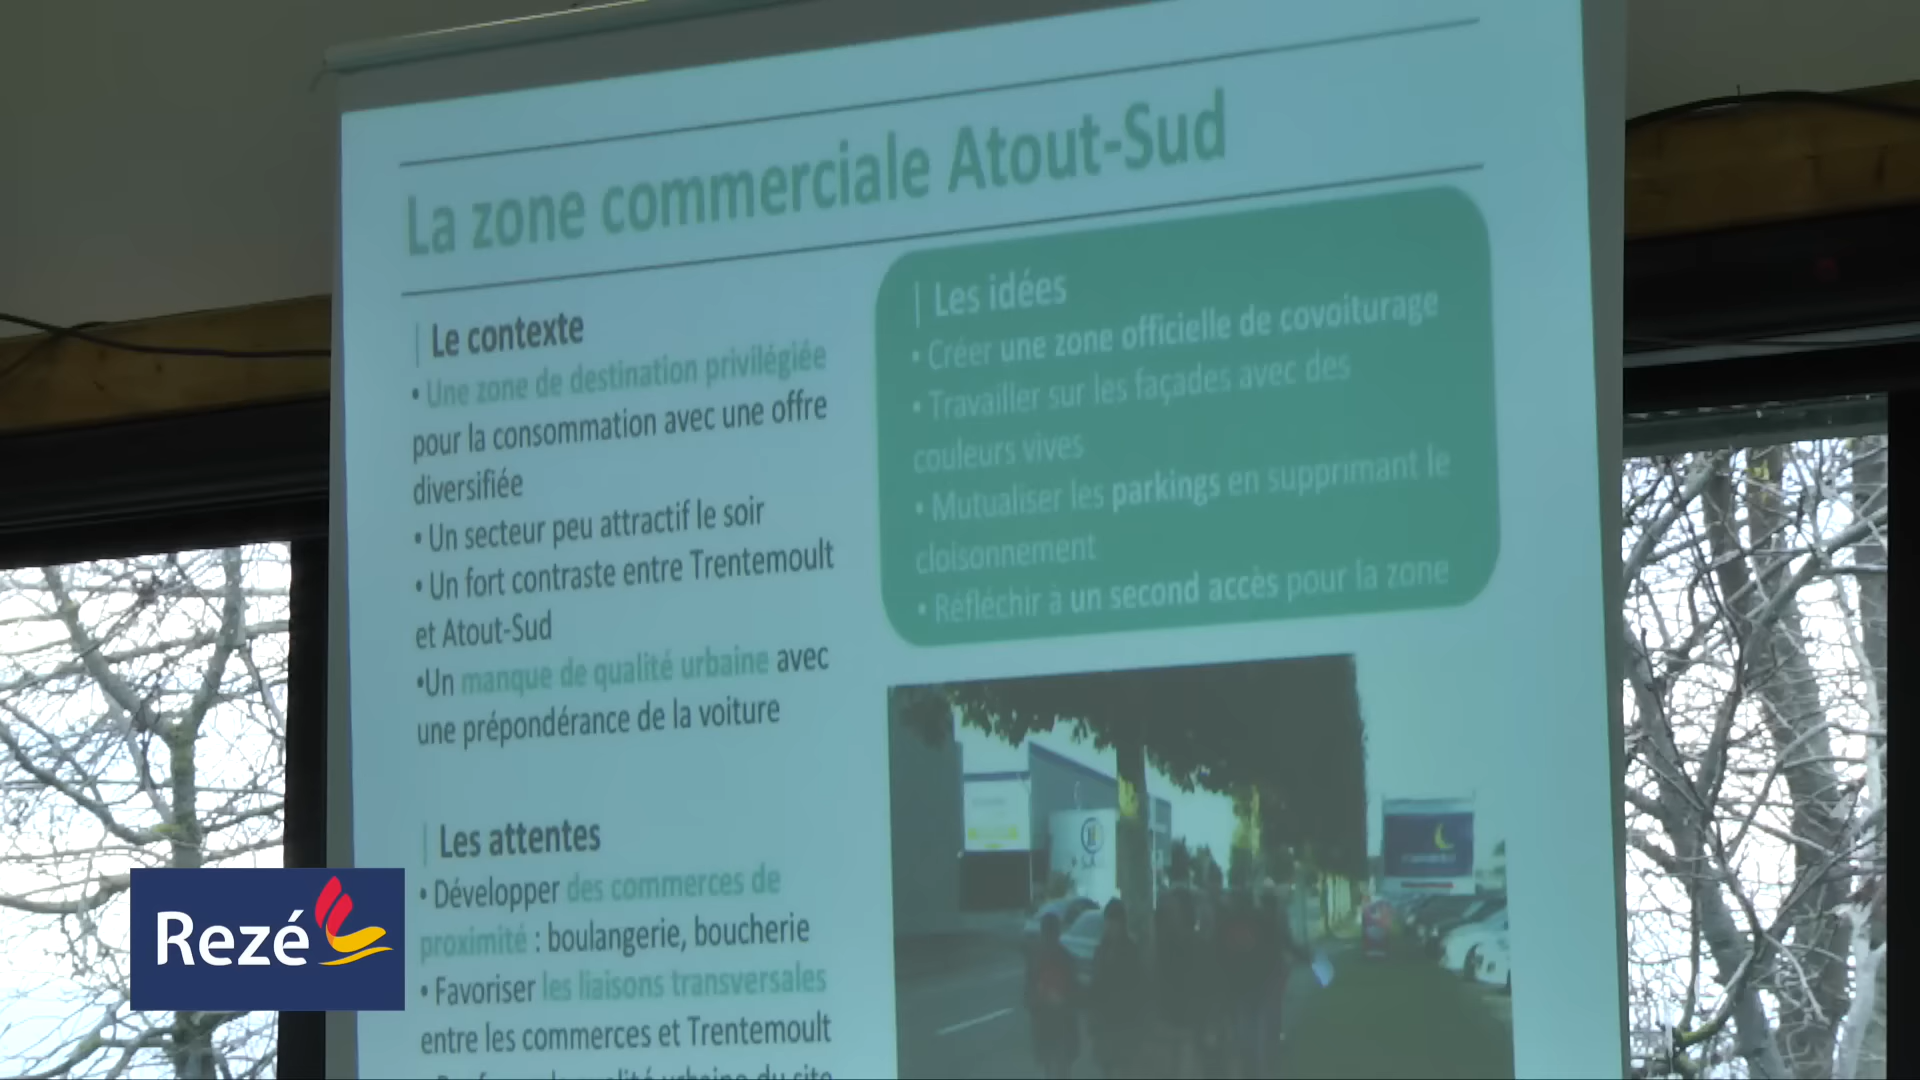 La zone commerciale Atout-Sud
| Le contexte
• Une zone de destination privilégiée
pour la consommation avec une offre
diversifiée
• Un secteur peu attractif le soir
• Un fort contraste entre Trentemoult
et Atout-Sud
•Un manque de qualité urbaine avec
une prépondérance de la voiture
| Les attentes
• Développer des commerces de
proximité : boulangerie, boucherie
• Favoriser les liaisons transversales
entre les commerces et Trentemoult
qualité urbaine du site
| Les idées
• Créer une zone officielle de covoiturage
• Travailler sur les façades avec des
couleurs vives
• Mutualiser les parkings en supprimant le
cloisonnement
• Réfléchir à un second accès pour la zone
Rezé